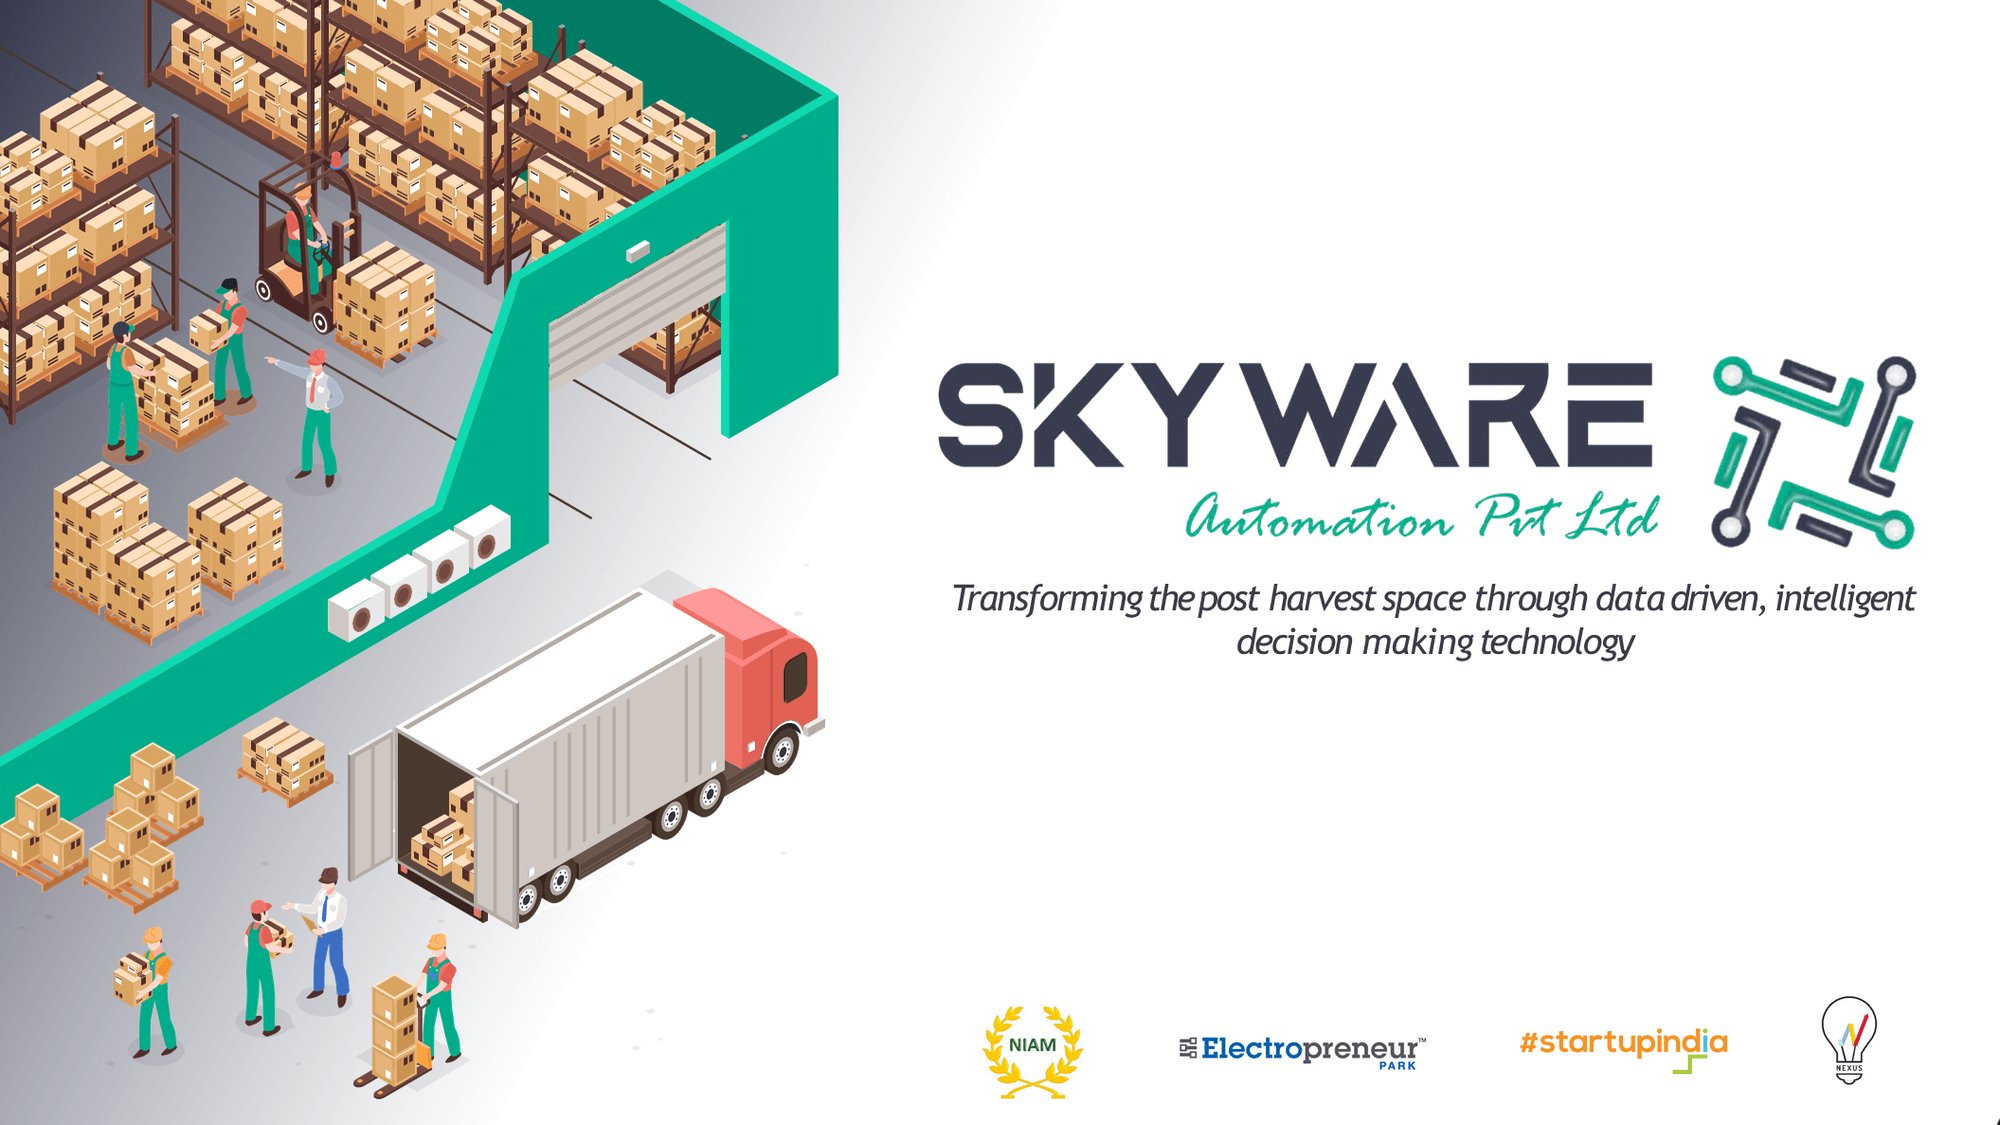 SKYWARE
Automation Pvt Ltd
Transforming the post harvest space through data driven, intelligent
decision making technology
NIAM
Electropreneur™
PARK
#startupindia
NEXUS